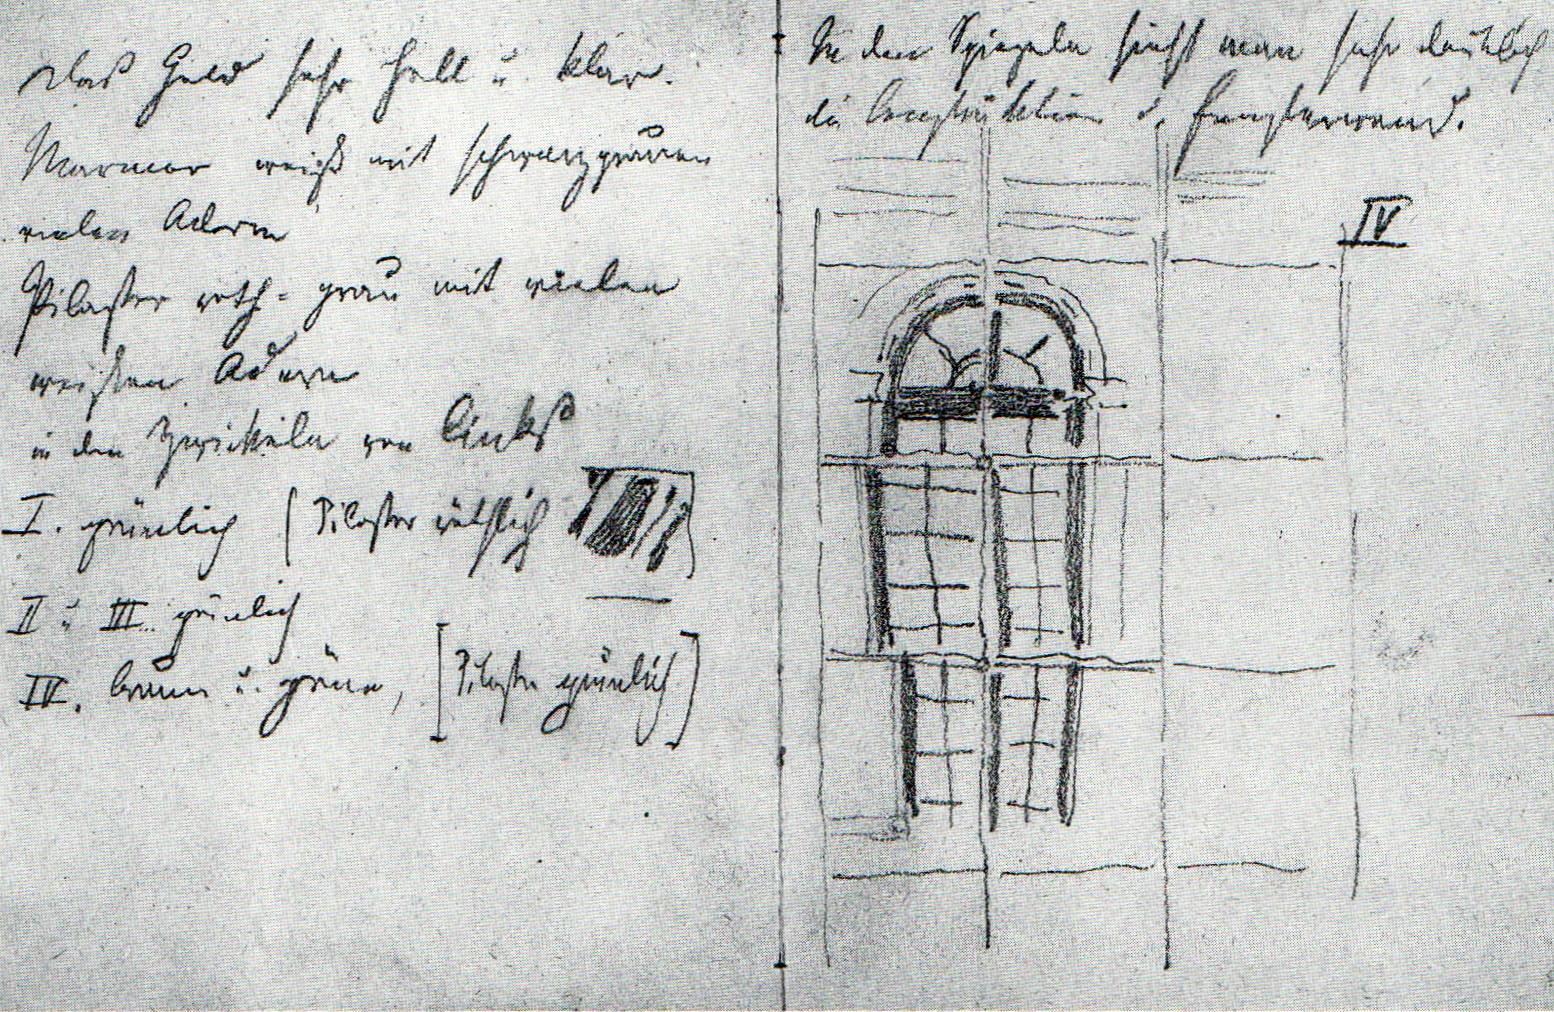 Das Gold sehr hell u. klar.
Marmor weiß mit schwarzgrauen
vielen Adern
Pilaster roth-grau mit vielen
weißen Adern
in den Zwickeln von Links
I. grünlich (Pilaster röthlich)
II u III. grünlich
IV. braun u. grün, [Pilaster grünlich]
In den Spiegeln sieht man sehr deutlich
die Construktion d. Fensterwand.
IV